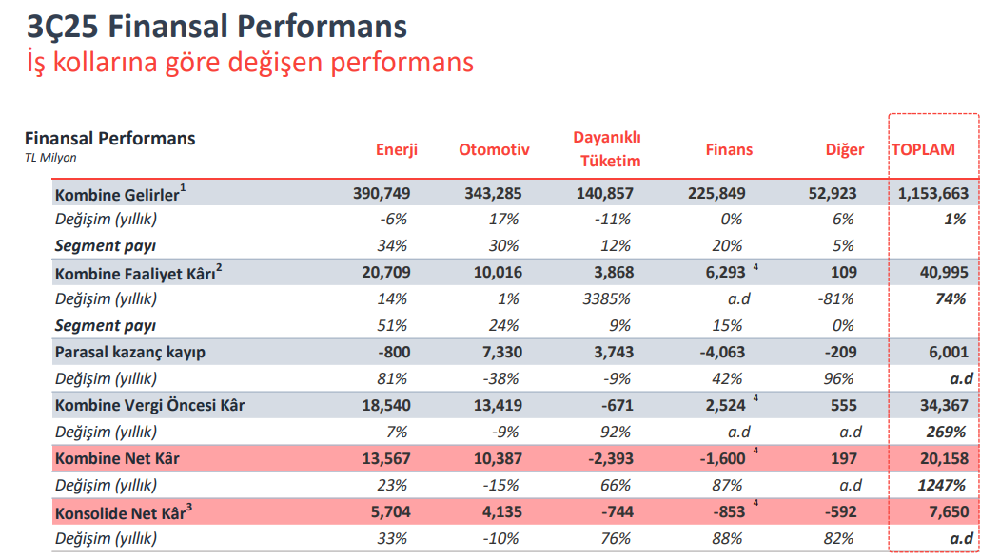 3Ç25 Finansal Performans
İş kollarına göre değişen performans
Finansal Performans
TL Milyon
Enerji Otomotiv Dayanıklı Tüketim Finans Diğer TOPLAM
Kombine Gelirler1 390,749 343,285 140,857 225,849 52,923 1,153,663
Değişim (yıllık) -6% 17% -11% 0% 6% 1%
Segment payı 34% 30% 12% 20% 5%
Kombine Faaliyet Kârı2 20,709 10,016 3,868 6,293 4 109 40,995
Değişim (yıllık) 14% 1% 3385% a.d -81% 74%
Segment payı 51% 24% 9% 15% 0%
Parasal kazanç kayıp -800 7,330 3,743 -4,063 -209 6,001
Değişim (yıllık) 81% -38% -9% 42% 96% a.d
Kombine Vergi Öncesi Kâr 18,540 13,419 -671 2,524 4 555 34,367
Değişim (yıllık) 7% -9% 92% a.d a.d 269%
Kombine Net Kâr 13,567 10,387 -2,393 -1,600 4 197 20,158
Değişim (yıllık) 23% -15% 66% 87% a.d 1247%
Konsolide Net Kâr3 5,704 4,135 -744 -853 4 -592 7,650
Değişim (yıllık) 33% -10% 76% 88% 82% a.d